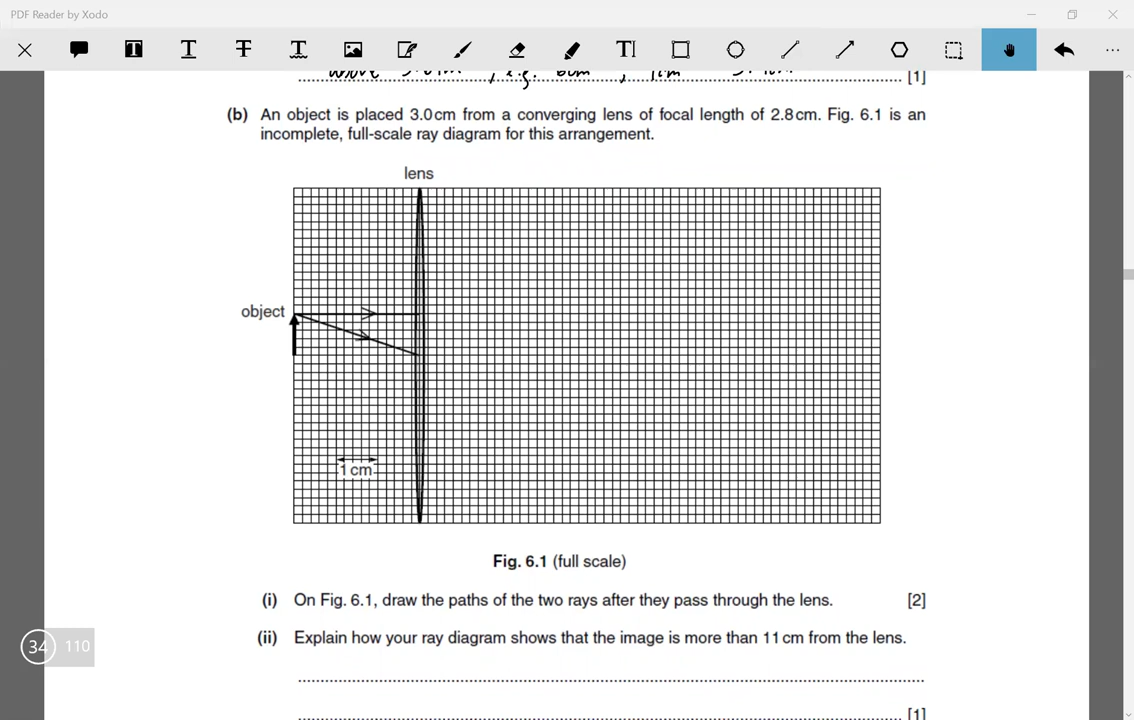 PDF Reader by Xodo
above , e.g. 6cm , [1]
(b) An object is placed 3.0cm from a converging lens of focal length of 2.8cm. Fig. 6.1 is an
incomplete, full-scale ray diagram for this arrangement.
lens
object
1 cm
Fig. 6.1 (full scale)
(i) On Fig. 6.1, draw the paths of the two rays after they pass through the lens. [2]
(ii) Explain how your ray diagram shows that the image is more than 11 cm from the lens.
34 110
[1]